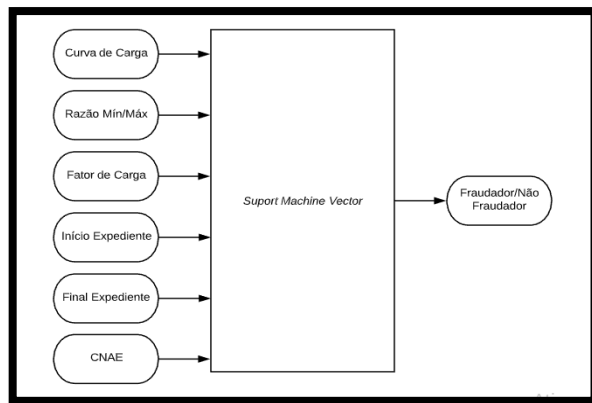 Curva de Carga
Razão Mín/Máx
Fator de Carga
Início Expediente
Final Expediente
CNAE
Suport Machine Vector
Fraudador/Não
Fraudador